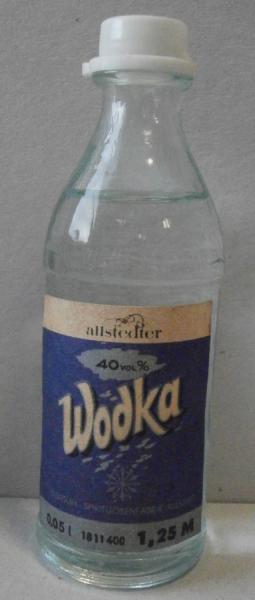 allstedter
40 VOL %
Wodka
0,05 l 1811400 1,25 M